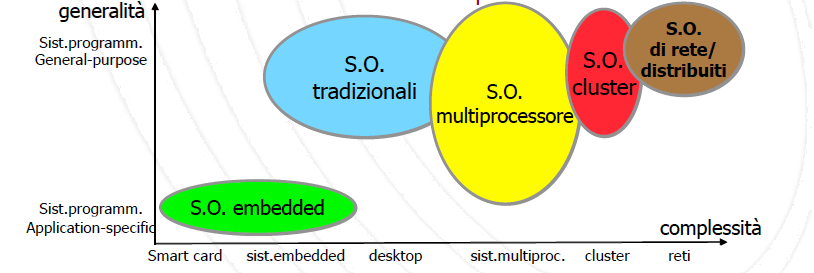 generalità
Sist.programm.
General-purpose
S.O.
tradizionali
S.O.
multiprocessore
S.O.
cluster
S.O.
di rete/
distribuiti
Sist.programm.
Application-specific
S.O. embedded
complessità
Smart card
sist.embedded
desktop
sist.multiproc.
cluster
reti